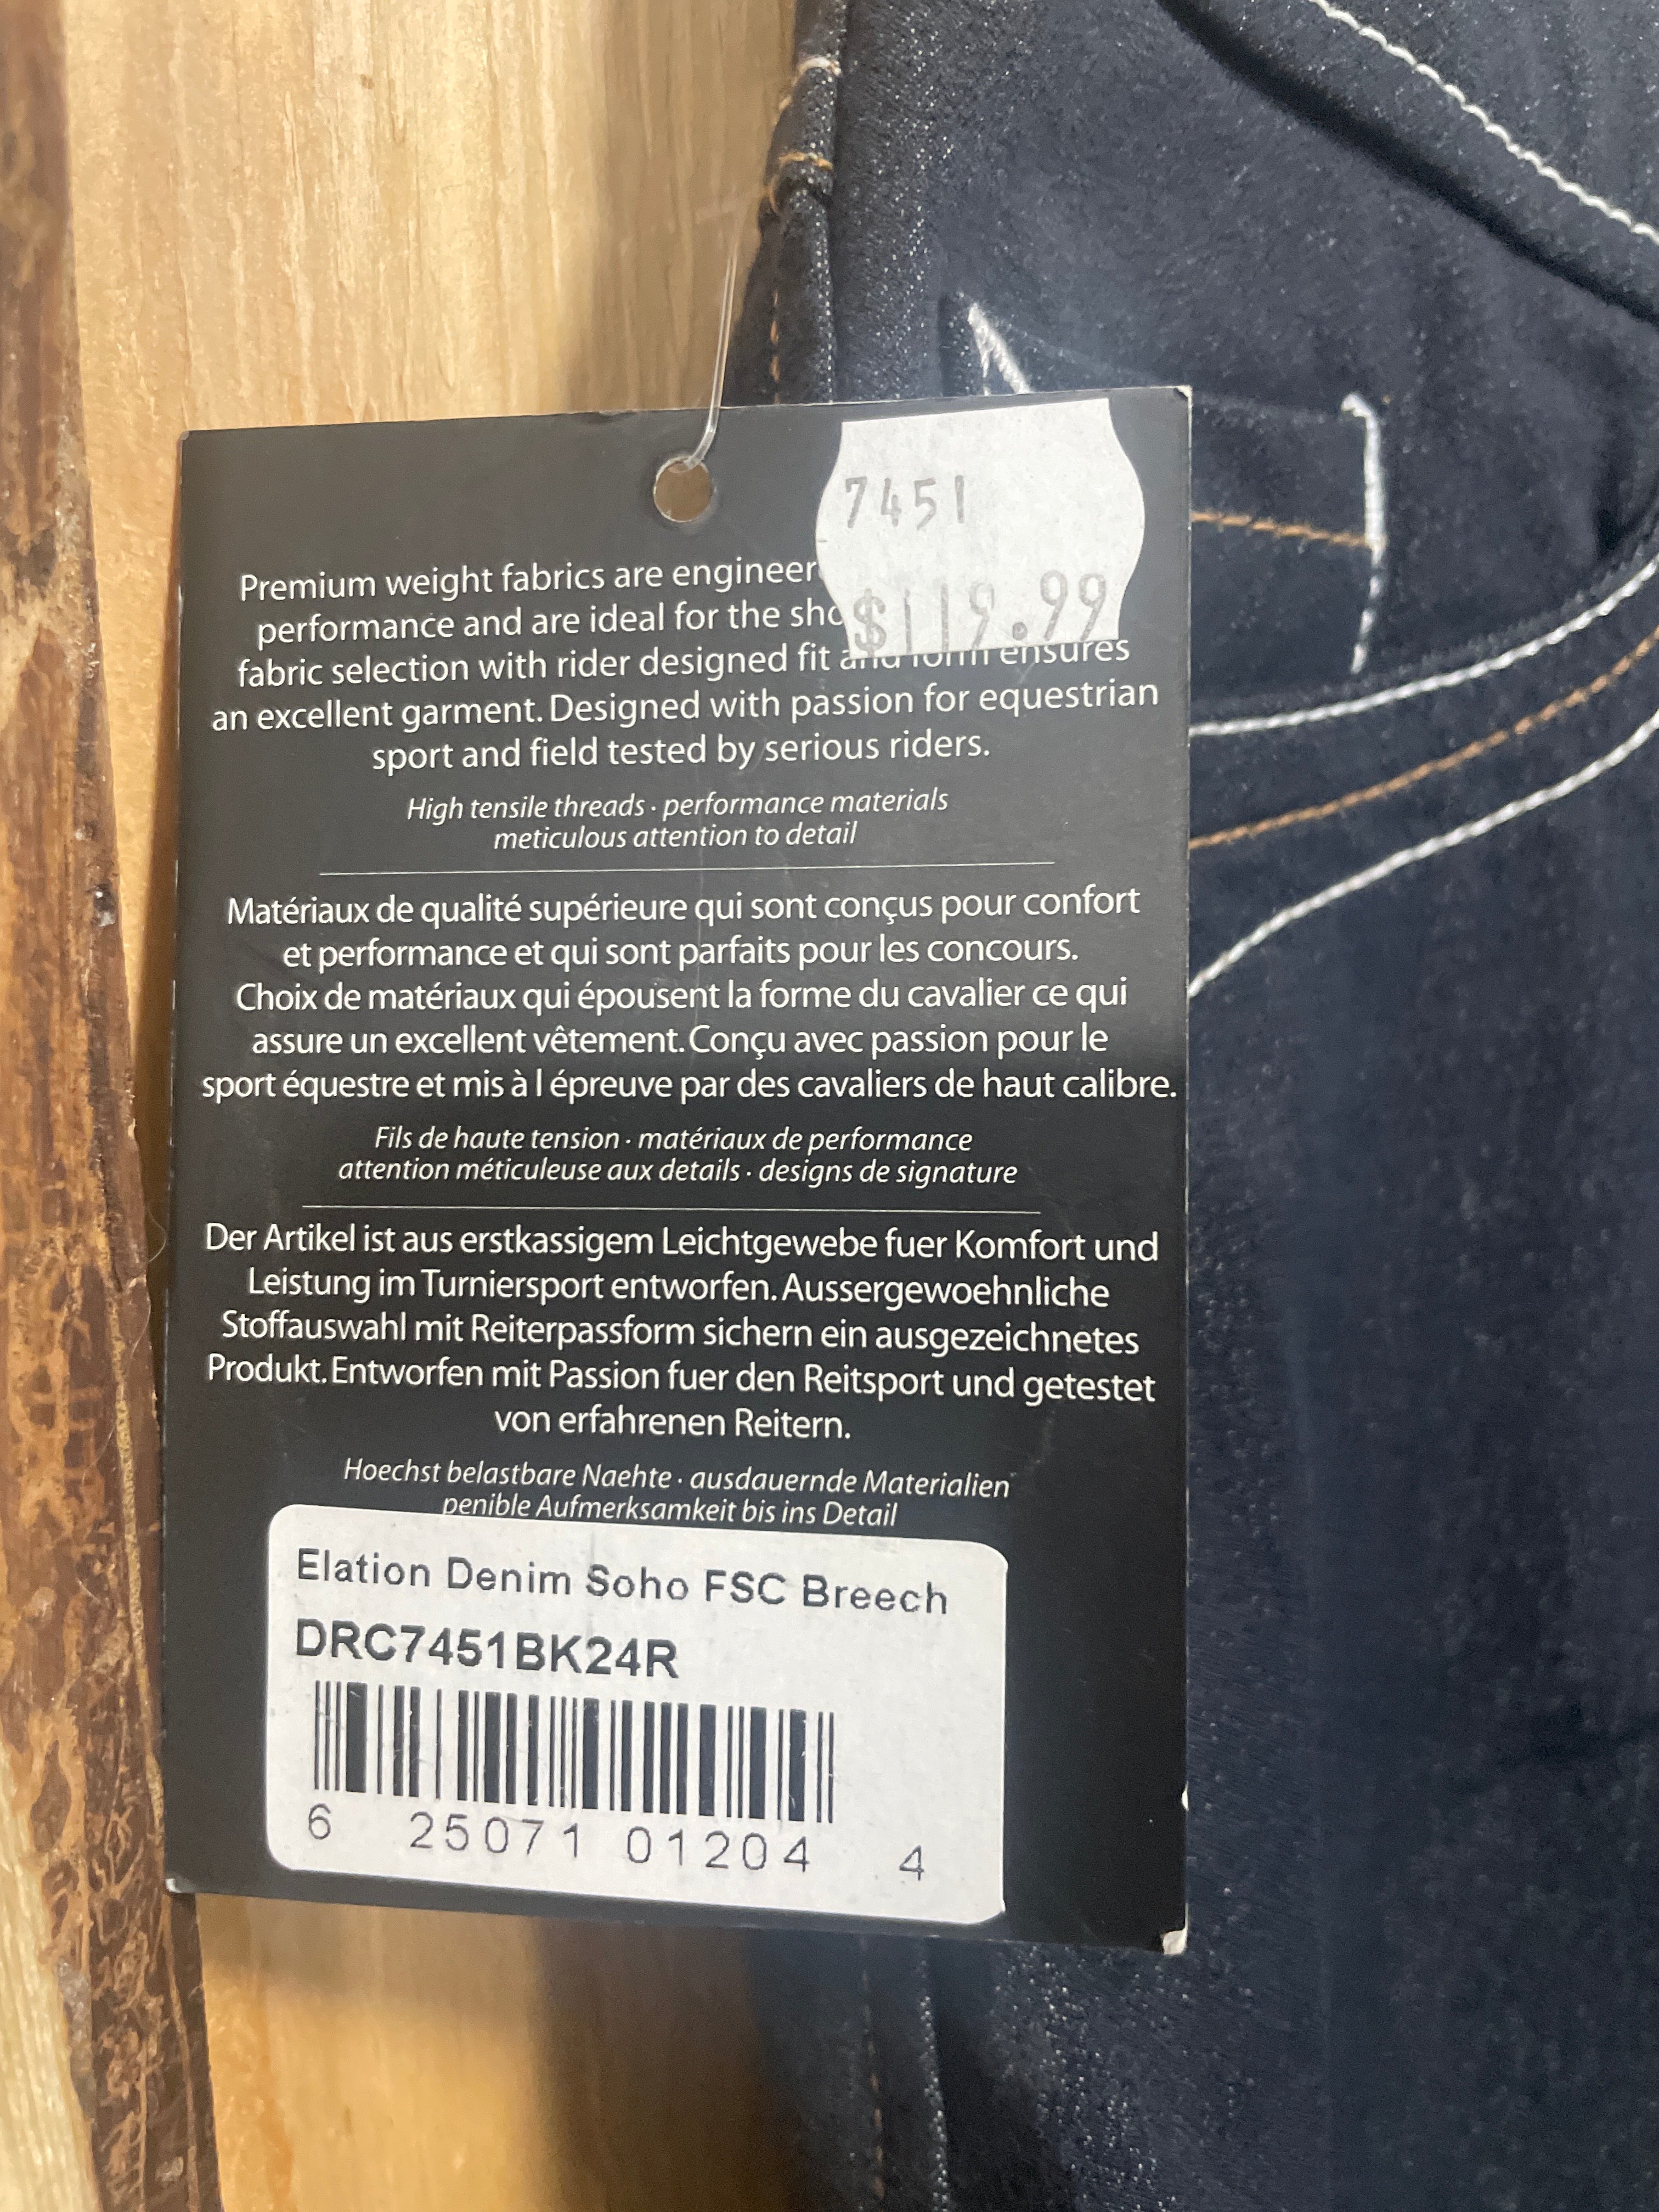 7451
$119.99
Premium weight fabrics are engineer
performance and are ideal for the sho
fabric selection with rider designed fit and form ensures
an excellent garment. Designed with passion for equestrian
sport and field tested by serious riders.
High tensile threads · performance materials
meticulous attention to detail
Matériaux de qualité supérieure qui sont conçus pour confort
et performance et qui sont parfaits pour les concours.
Choix de matériaux qui épousent la forme du cavalier ce qui
assure un excellent vêtement. Conçu avec passion pour le
sport équestre et mis à l épreuve par des cavaliers de haut calibre.
Fils de haute tension · matériaux de performance
attention méticuleuse aux details · designs de signature
Der Artikel ist aus erstkassigem Leichtgewebe fuer Komfort und
Leistung im Turniersport entworfen. Aussergewoehnliche
Stoffauswahl mit Reiterpassform sichern ein ausgezeichnetes
Produkt. Entworfen mit Passion fuer den Reitsport und getestet
von erfahrenen Reitern.
Hoechst belastbare Naehte · ausdauernde Materialien
penible Aufmerksamkeit bis ins Detail
Elation Denim Soho FSC Breech
DRC7451BK24R
6 25071 01204 4